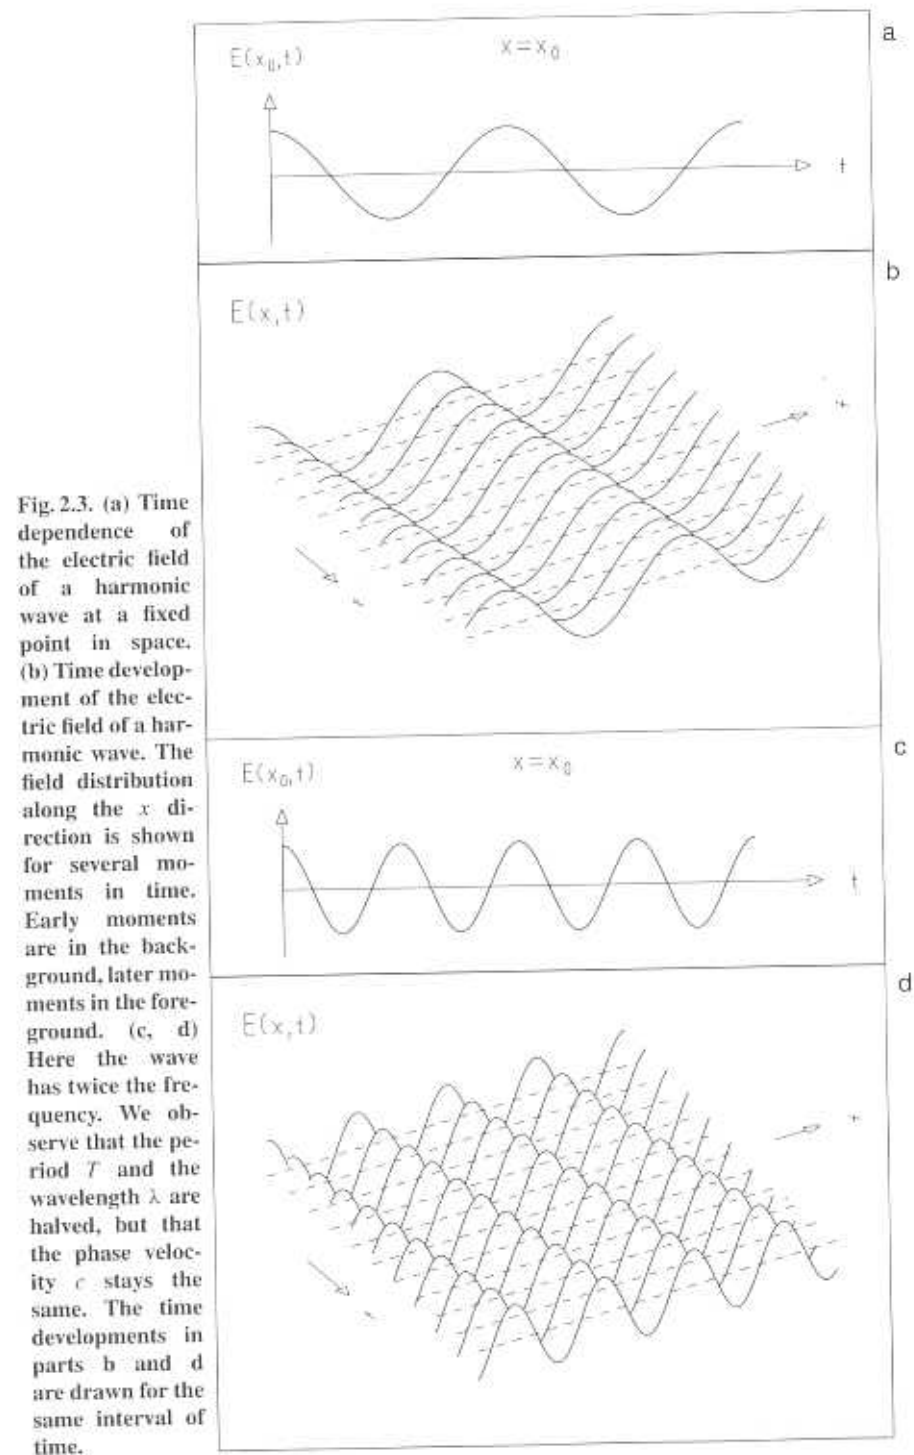 a
E(x₀,t)
x=x₀
t
b
E(x,t)
x
t
Fig. 2.3. (a) Time
dependence of
the electric field
of a harmonic
wave at a fixed
point in space.
(b) Time develop-
ment of the elec-
tric field of a har-
monic wave. The
field distribution
along the x di-
rection is shown
for several mo-
ments in time.
Early moments
are in the back-
ground, later mo-
ments in the fore-
ground. (c, d)
Here the wave
has twice the fre-
quency. We ob-
serve that the pe-
riod T and the
wavelength λ are
halved, but that
the phase veloc-
ity c stays the
same. The time
developments in
parts b and d
are drawn for the
same interval of
time.
c
E(x₀,t)
x=x₀
t
d
E(x,t)
x
t